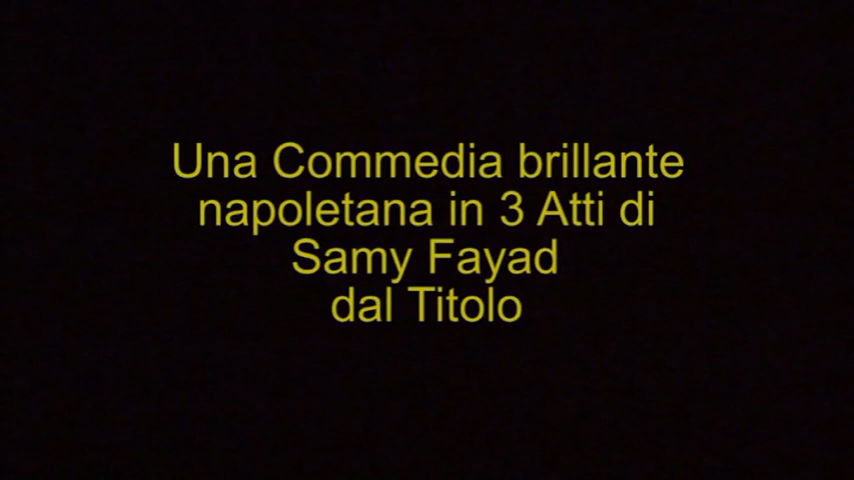 Una Commedia brillante
napoletana in 3 Atti di
Samy Fayad
dal Titolo